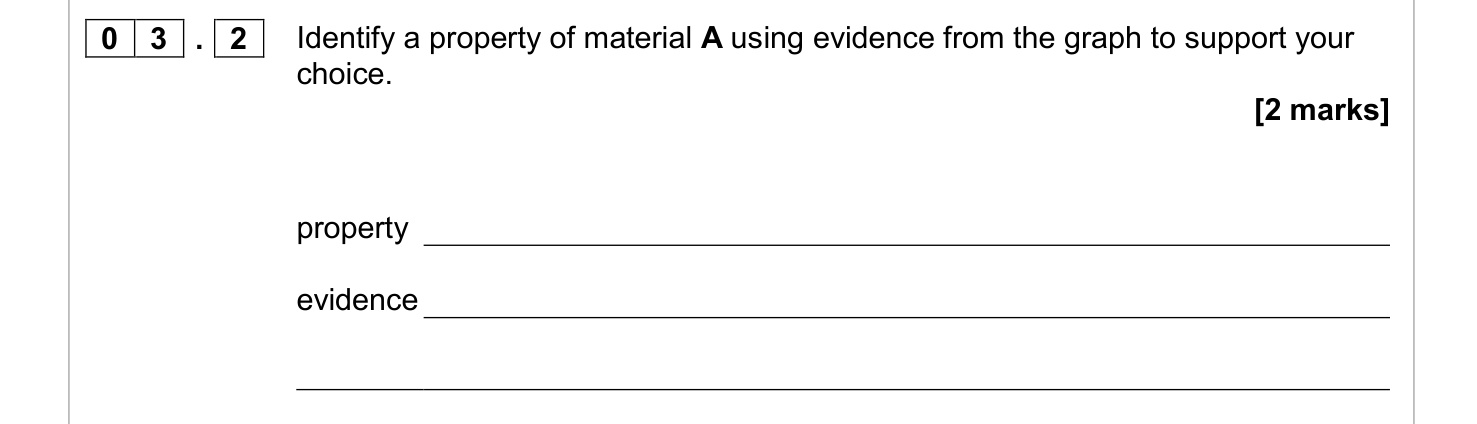 0 3 . 2 Identify a property of material A using evidence from the graph to support your
choice.
[2 marks]
property
evidence